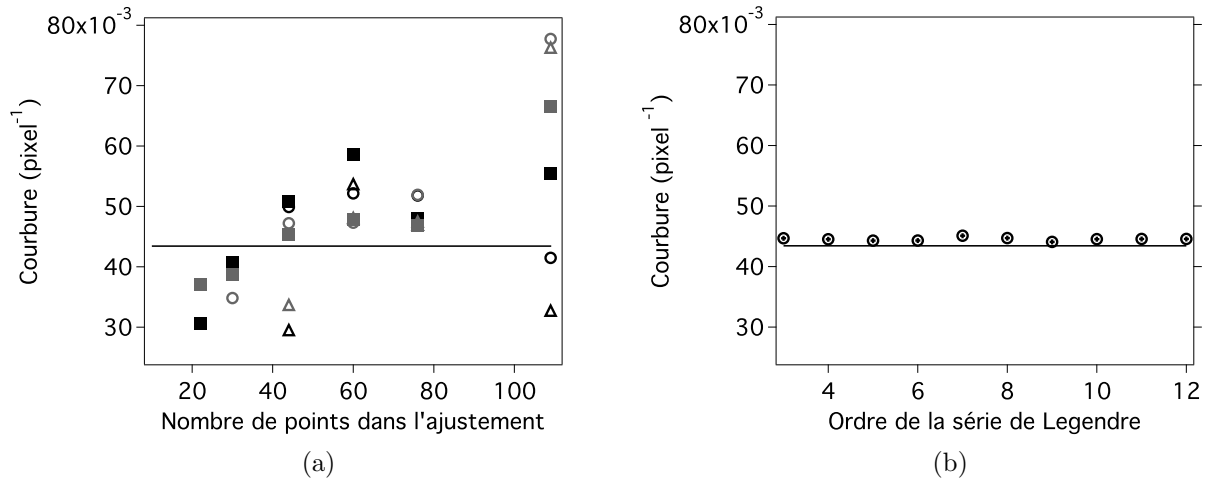 80x10-3
70
60
50
40
30
Courbure (pixel-1)
20 40 60 80 100
Nombre de points dans l'ajustement
(a)
80x10-3
70
60
50
40
30
Courbure (pixel -1)
4 6 8 10 12
Ordre de la série de Legendre
(b)